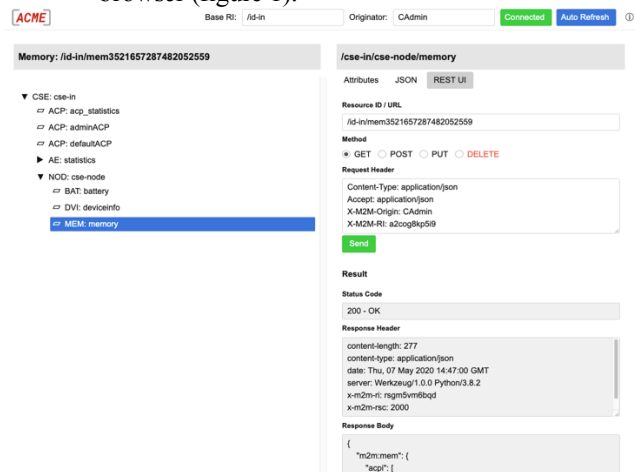 browser (figure 1).
[ACME] Base RI: /id-in Originator: CAdmin Connected Auto Refresh
Memory: /id-in/mem3521657287482052559
CSE: cse-in
ACP: acp_statistics
ACP: adminACP
ACP: defaultACP
AE: statistics
NOD: cse-node
BAT: battery
DVI: deviceinfo
MEM: memory
/cse-in/cse-node/memory
Attributes JSON REST UI
Resource ID / URL
/id-in/mem3521657287482052559
Method
GET POST PUT DELETE
Request Header
Content-Type: application/json
Accept: application/json
X-M2M-Origin: CAdmin
X-M2M-RI: a2cog8kp5i9
Send
Result
Status Code
200 - OK
Response Header
content-length: 277
content-type: application/json
date: Thu, 07 May 2020 14:47:00 GMT
server: Werkzeug/1.0.0 Python/3.8.2
x-m2m-ri: rsgm5vm6bqd
x-m2m-rsc: 2000
Response Body
{
"m2m:mem": {
"acpi": [